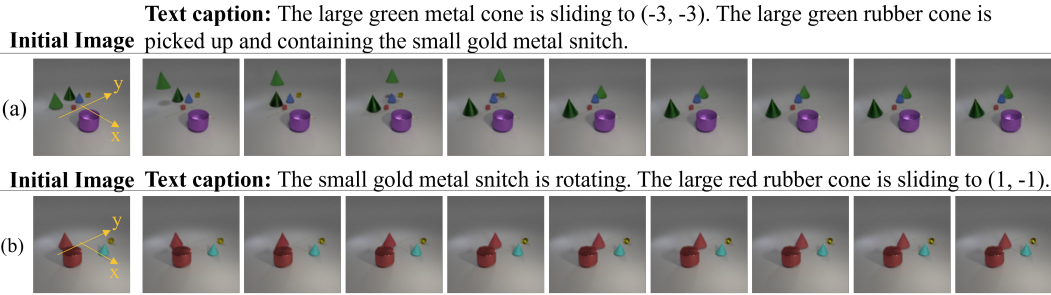 Text caption: The large green metal cone is sliding to (-3, -3). The large green rubber cone is
Initial Image picked up and containing the small gold metal snitch.
(a)
y
x
Initial Image Text caption: The small gold metal snitch is rotating. The large red rubber cone is sliding to (1, -1).
(b)
y
x